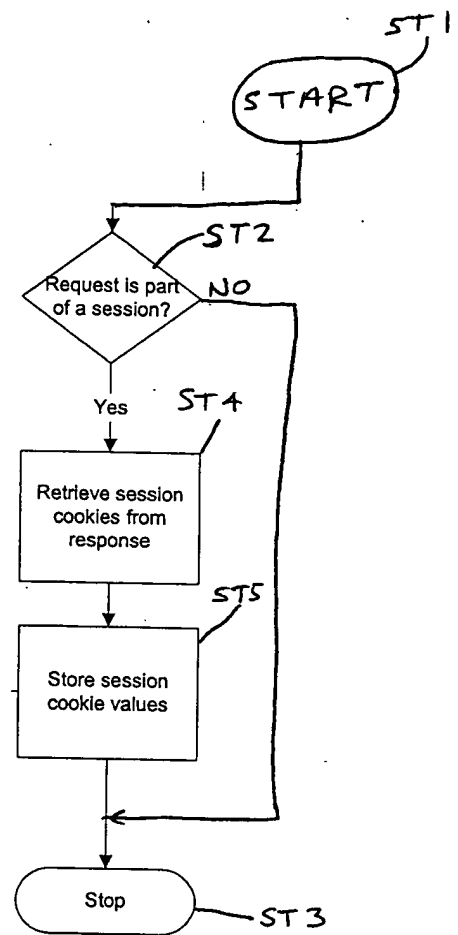 ST1
START
ST2
Request is part
of a session?
NO
Yes
ST4
Retrieve session
cookies from
response
ST5
Store session
cookie values
Stop
ST3